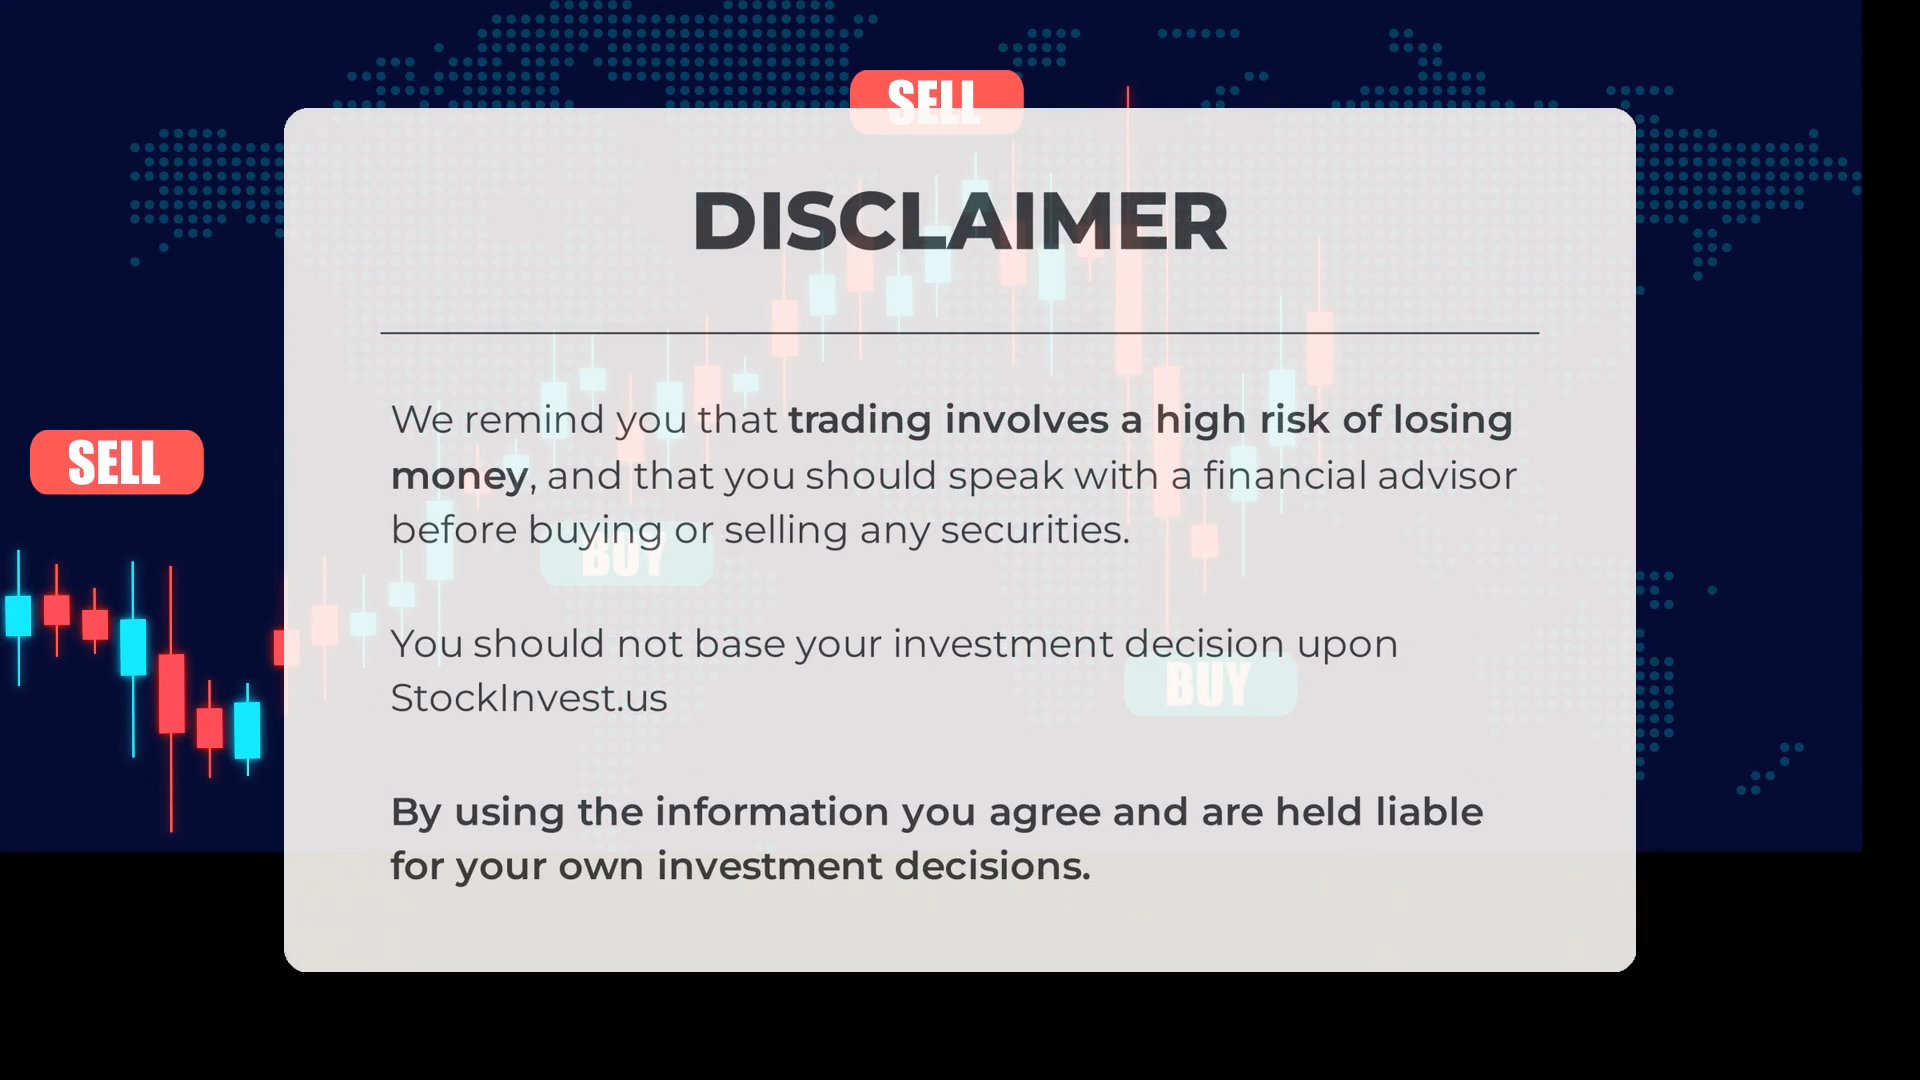 SELL
DISCLAIMER
We remind you that trading involves a high risk of losing
money, and that you should speak with a financial advisor
before buying or selling any securities.
SELL
BUY
You should not base your investment decision upon
StockInvest.us
BUY
By using the information you agree and are held liable
for your own investment decisions.